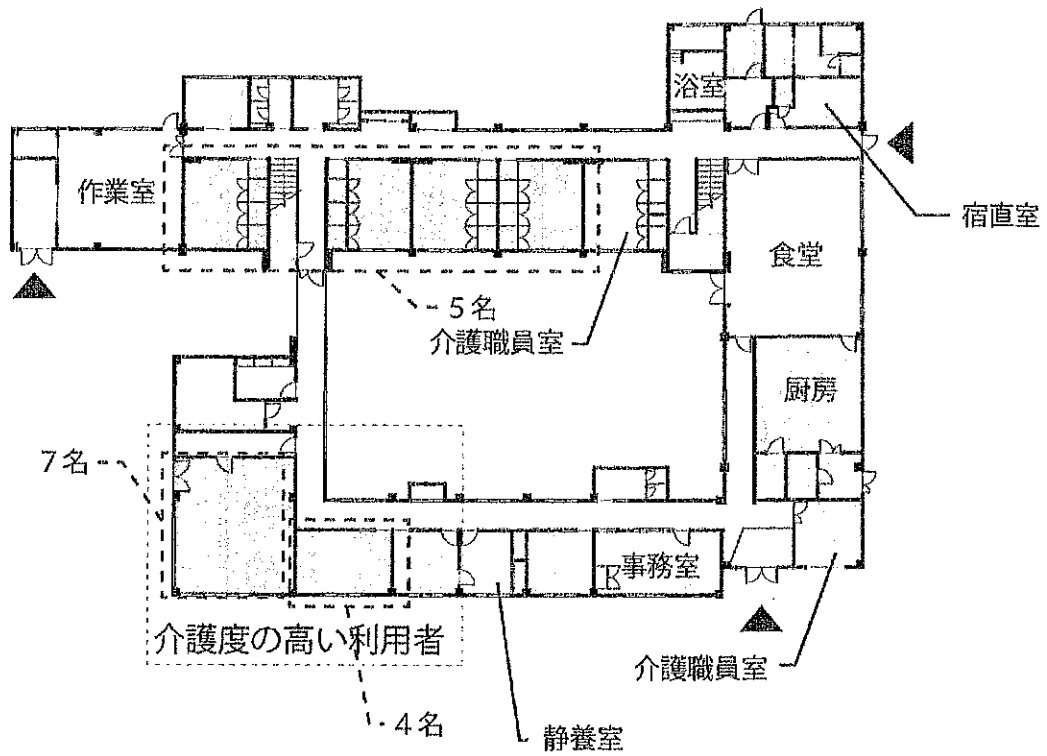 浴室
作業室
宿直室
食堂
5名
介護職員室
厨房
7名
事務室
介護度の高い利用者
介護職員室
4名
静養室